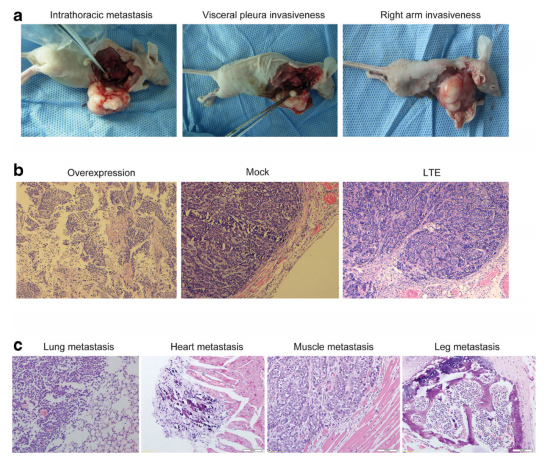 a
Intrathoracic metastasis
Visceral pleura invasiveness
Right arm invasiveness
b
Overexpression
Mock
LTE
c
Lung metastasis
Heart metastasis
Muscle metastasis
Leg metastasis